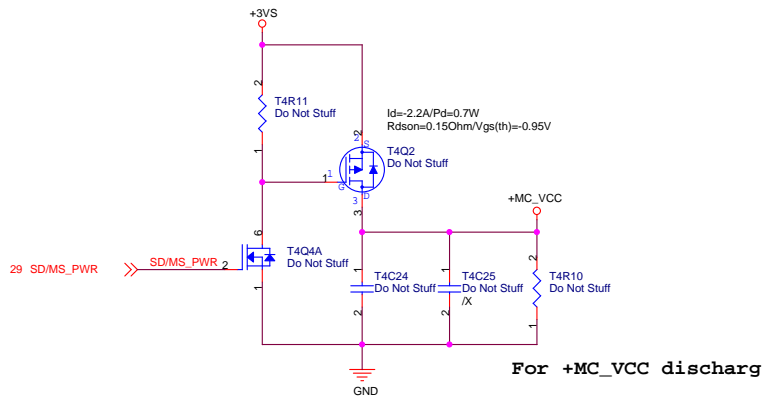 +3VS
2
T4R11
Do Not Stuff
1
Id=-2.2A/Pd=0.7W
Rdson=0.15Ohm/Vgs(th)=-0.95V
2
2 S
T4Q2
Do Not Stuff
1 1
G
D
3
3
+MC_VCC
6
T4Q4A
Do Not Stuff
29 SD/MS_PWR
SD/MS_PWR 2
1
1
T4C24
Do Not Stuff
2
1
T4C25
Do Not Stuff
/X
2
2
T4R10
Do Not Stuff
1
For +MC_VCC discharg
GND